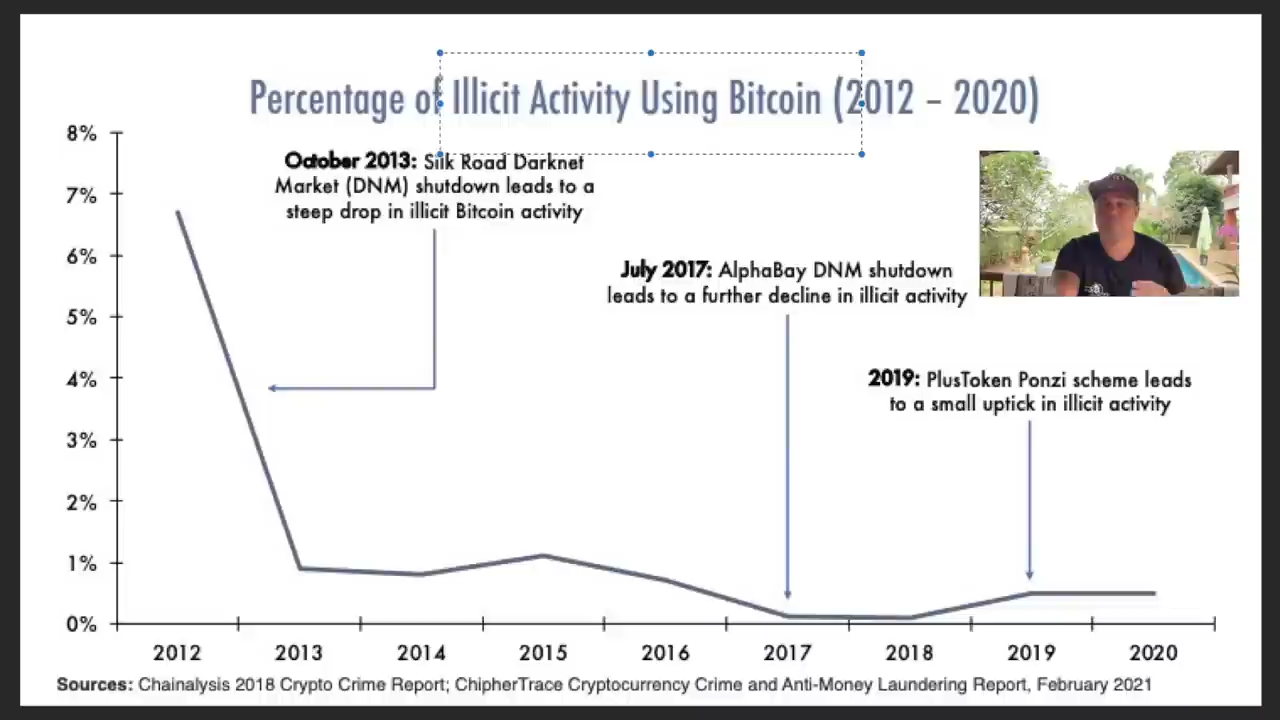 Percentage of Illicit Activity Using Bitcoin (2012 – 2020)
8%
October 2013: Silk Road Darknet
Market (DNM) shutdown leads to a
steep drop in illicit Bitcoin activity
7%
6%
July 2017: AlphaBay DNM shutdown
leads to a further decline in illicit activity
5%
4%
2019: PlusToken Ponzi scheme leads
to a small uptick in illicit activity
3%
2%
1%
0%
2012 2013 2014 2015 2016 2017 2018 2019 2020
Sources: Chainalysis 2018 Crypto Crime Report; ChipherTrace Cryptocurrency Crime and Anti-Money Laundering Report, February 2021